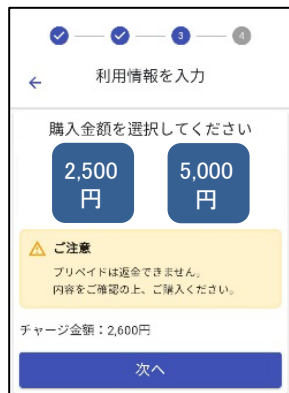 3
4
利用情報を入力
購入金額を選択してください
2,500
円
5,000
円
ご注意
プリペイドは返金できません。
内容をご確認の上、ご購入ください。
チャージ金額：2,600円
次へ